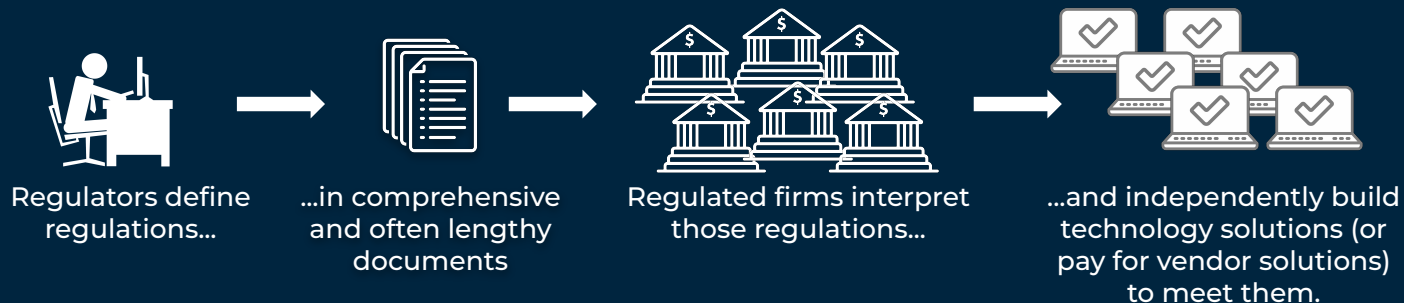 $
$
$
$
$
$
Regulators define
regulations...
...in comprehensive
and often lengthy
documents
Regulated firms interpret
those regulations...
...and independently build
technology solutions (or
pay for vendor solutions)
to meet them.